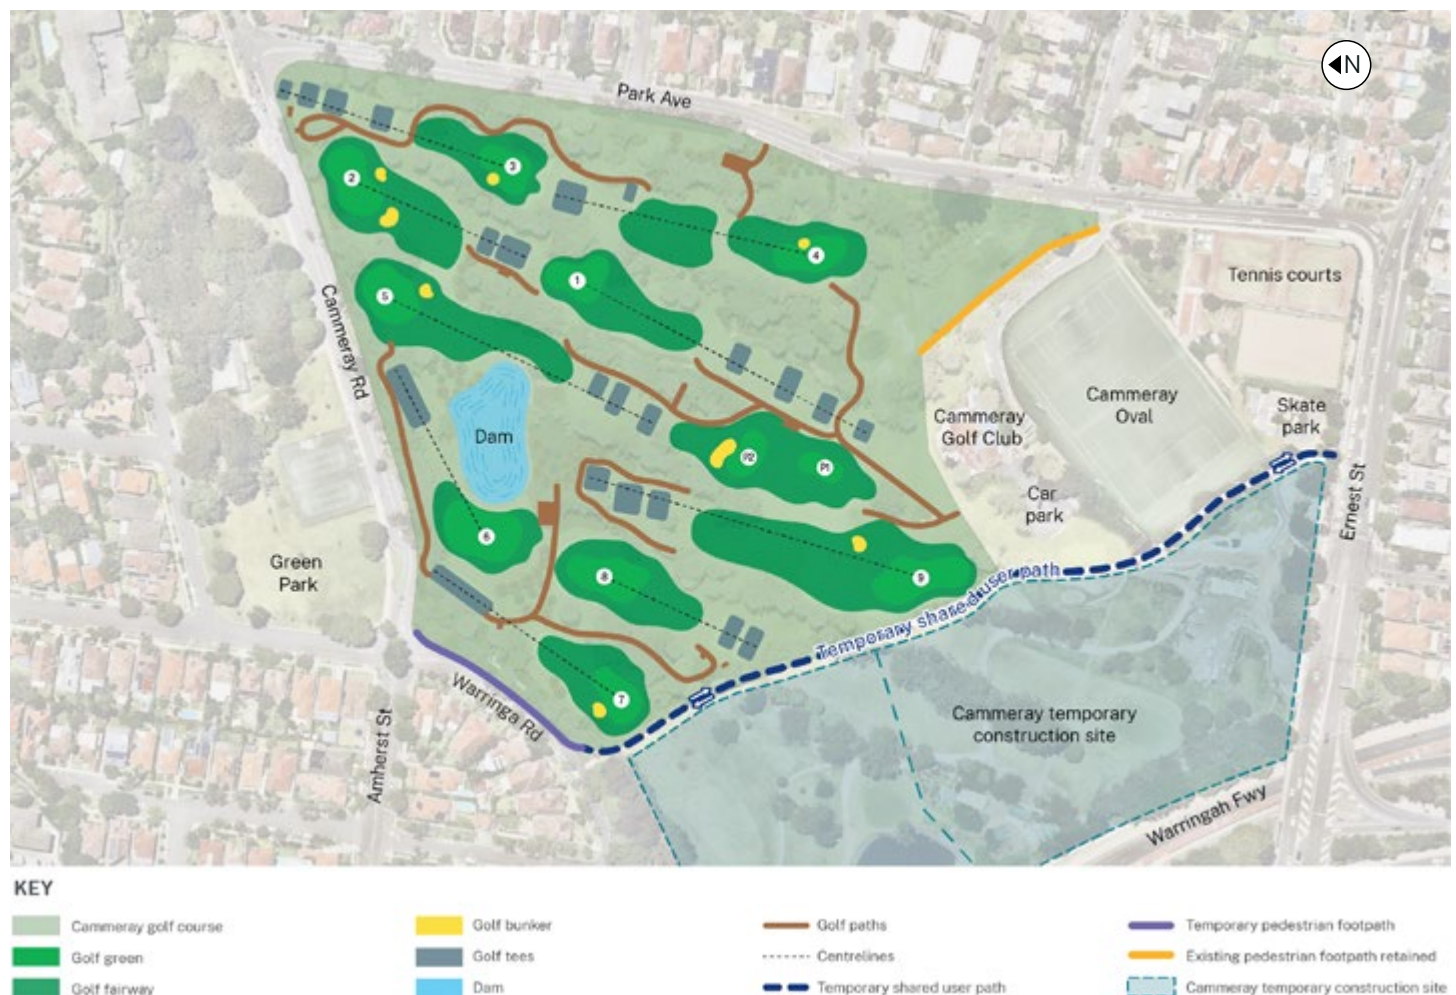 N
Park Ave
3
2
4
1
5
Tennis courts
Cammeray Rd
Cammeray
Oval
Skate
park
Cammeray
Golf Club
Dam
P2
P1
Car
park
Ernest St
6
Green
Park
8
9
Temporary shared user path
7
Warringa Rd
Amherst St
Cammeray temporary
construction site
Warringah Fwy
KEY
Cammeray golf course
Golf green
Golf fairway
Golf bunker
Golf tees
Dam
Golf paths
Centrelines
Temporary shared user path
Temporary pedestrian footpath
Existing pedestrian footpath retained
Cammeray temporary construction site